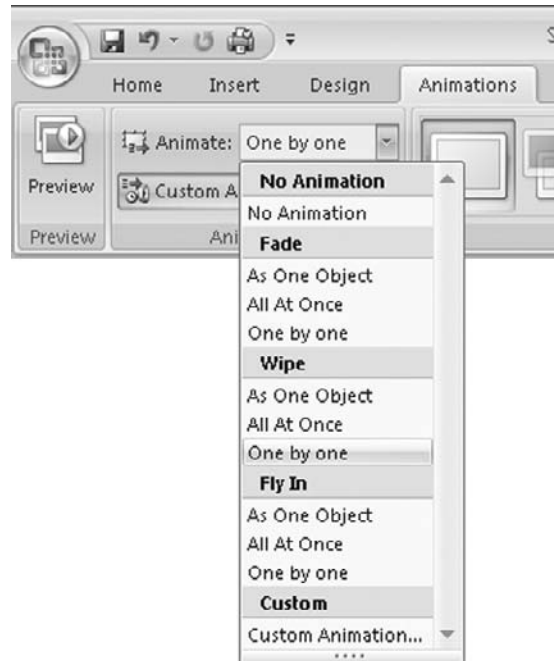 Home Insert Design Animations
Animate: One by one
Preview
Custom A
Preview
Ani
No Animation
No Animation
Fade
As One Object
All At Once
One by one
Wipe
As One Object
All At Once
One by one
Fly In
As One Object
All At Once
One by one
Custom
Custom Animation...